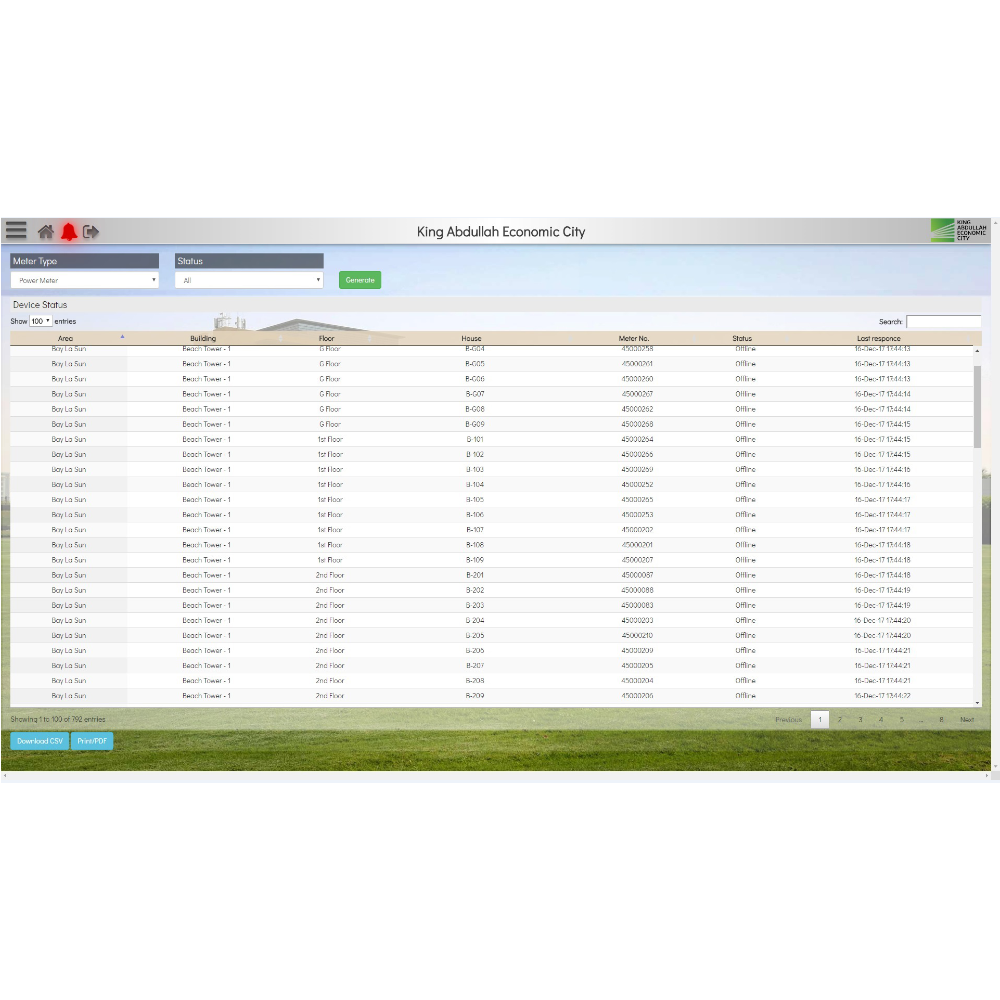 King Abdullah Economic City
KING
ABDULLAH
ECONOMIC
CITY
Meter Type Status
Power Meter All Generate
Device Status
Show 100 entries Search:
Area Building Floor House Meter No. Status Last responce
Bay La Sun Beach Tower - 1 G Floor B-G04 45000258 Offline 16-Dec-17 17:44:13
Bay La Sun Beach Tower - 1 G Floor B-G05 45000261 Offline 16-Dec-17 17:44:13
Bay La Sun Beach Tower - 1 G Floor B-G06 45000260 Offline 16-Dec-17 17:44:13
Bay La Sun Beach Tower - 1 G Floor B-G07 45000267 Offline 16-Dec-17 17:44:14
Bay La Sun Beach Tower - 1 G Floor B-G08 45000262 Offline 16-Dec-17 17:44:14
Bay La Sun Beach Tower - 1 G Floor B-G09 45000268 Offline 16-Dec-17 17:44:15
Bay La Sun Beach Tower - 1 1st Floor B-101 45000264 Offline 16-Dec-17 17:44:15
Bay La Sun Beach Tower - 1 1st Floor B-102 45000266 Offline 16-Dec-17 17:44:15
Bay La Sun Beach Tower - 1 1st Floor B-103 45000269 Offline 16-Dec-17 17:44:16
Bay La Sun Beach Tower - 1 1st Floor B-104 45000252 Offline 16-Dec-17 17:44:16
Bay La Sun Beach Tower - 1 1st Floor B-105 45000265 Offline 16-Dec-17 17:44:17
Bay La Sun Beach Tower - 1 1st Floor B-106 45000253 Offline 16-Dec-17 17:44:17
Bay La Sun Beach Tower - 1 1st Floor B-107 45000202 Offline 16-Dec-17 17:44:17
Bay La Sun Beach Tower - 1 1st Floor B-108 45000201 Offline 16-Dec-17 17:44:18
Bay La Sun Beach Tower - 1 1st Floor B-109 45000207 Offline 16-Dec-17 17:44:18
Bay La Sun Beach Tower - 1 2nd Floor B-201 45000087 Offline 16-Dec-17 17:44:18
Bay La Sun Beach Tower - 1 2nd Floor B-202 45000088 Offline 16-Dec-17 17:44:19
Bay La Sun Beach Tower - 1 2nd Floor B-203 45000083 Offline 16-Dec-17 17:44:19
Bay La Sun Beach Tower - 1 2nd Floor B-204 45000203 Offline 16-Dec-17 17:44:20
Bay La Sun Beach Tower - 1 2nd Floor B-205 45000210 Offline 16-Dec-17 17:44:20
Bay La Sun Beach Tower - 1 2nd Floor B-206 45000209 Offline 16-Dec-17 17:44:21
Bay La Sun Beach Tower - 1 2nd Floor B-207 45000205 Offline 16-Dec-17 17:44:21
Bay La Sun Beach Tower - 1 2nd Floor B-208 45000204 Offline 16-Dec-17 17:44:21
Bay La Sun Beach Tower - 1 2nd Floor B-209 45000206 Offline 16-Dec-17 17:44:22
Showing 1 to 100 of 792 entries Previous 1 2 3 4 5 ... 8 Next
Download CSV Print/PDF